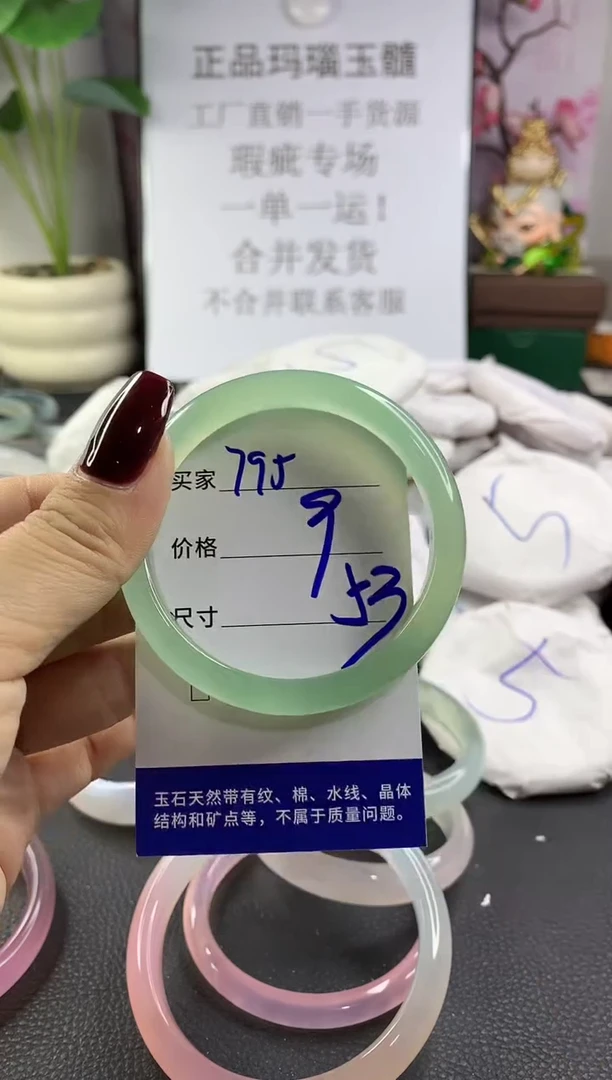 正品玛瑙玉髓
工厂直销一手货源
瑕疵专场
一单一运！
合并发货
不合并联系客服
5
买家 795
价格 9
尺寸 53
5
5
玉石天然带有纹、棉、水线、晶体
结构和矿点等，不属于质量问题。